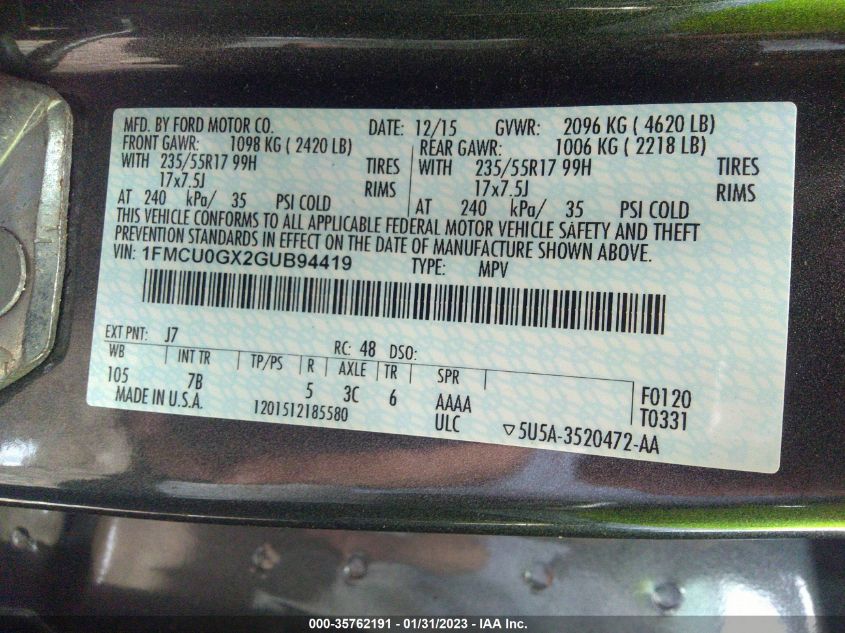 MFD. BY FORD MOTOR CO. DATE: 12/15 GVWR: 2096 KG ( 4620 LB)
FRONT GAWR: 1098 KG ( 2420 LB) REAR GAWR: 1006 KG ( 2218 LB)
WITH 235/55R17 99H TIRES WITH 235/55R17 99H TIRES
17x7.5J RIMS 17x7.5J RIMS
AT 240 kPa/ 35 PSI COLD AT 240 kPa/ 35 PSI COLD
THIS VEHICLE CONFORMS TO ALL APPLICABLE FEDERAL MOTOR VEHICLE SAFETY AND THEFT
PREVENTION STANDARDS IN EFFECT ON THE DATE OF MANUFACTURE SHOWN ABOVE.
VIN: 1FMCU0GX2GUB94419 TYPE: MPV
EXT PNT: J7 RC: 48 DSO:
WB INT TR TP/PS R AXLE TR SPR
105 7B 5 3C 6 AAAA F0120
MADE IN U.S.A. 1201512185580 ULC T0331
▽5U5A-3520472-AA
000-35762191 - 01/31/2023 - IAA Inc.